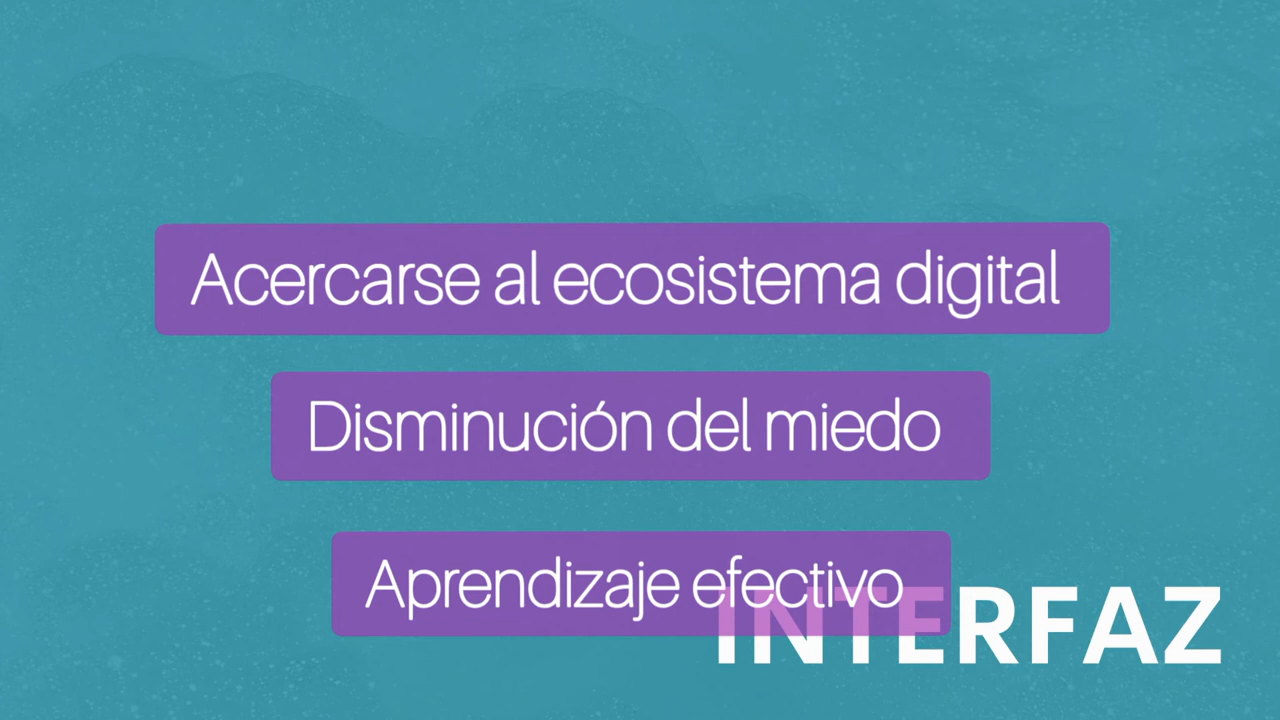 Acercarse al ecosistema digital
Disminución del miedo
Aprendizaje efectivo
INTERFAZ